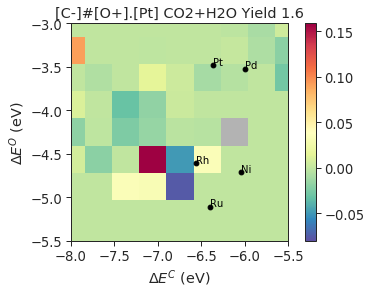 [C-]#[O+].[Pt] CO2+H2O Yield 1.6
−3.0
−3.5
−4.0
−4.5
−5.0
−5.5
ΔE^O (eV)
Pt
Pd
Rh
Ni
Ru
−8.0 −7.5 −7.0 −6.5 −6.0 −5.5
ΔE^C (eV)
0.15
0.10
0.05
0.00
−0.05